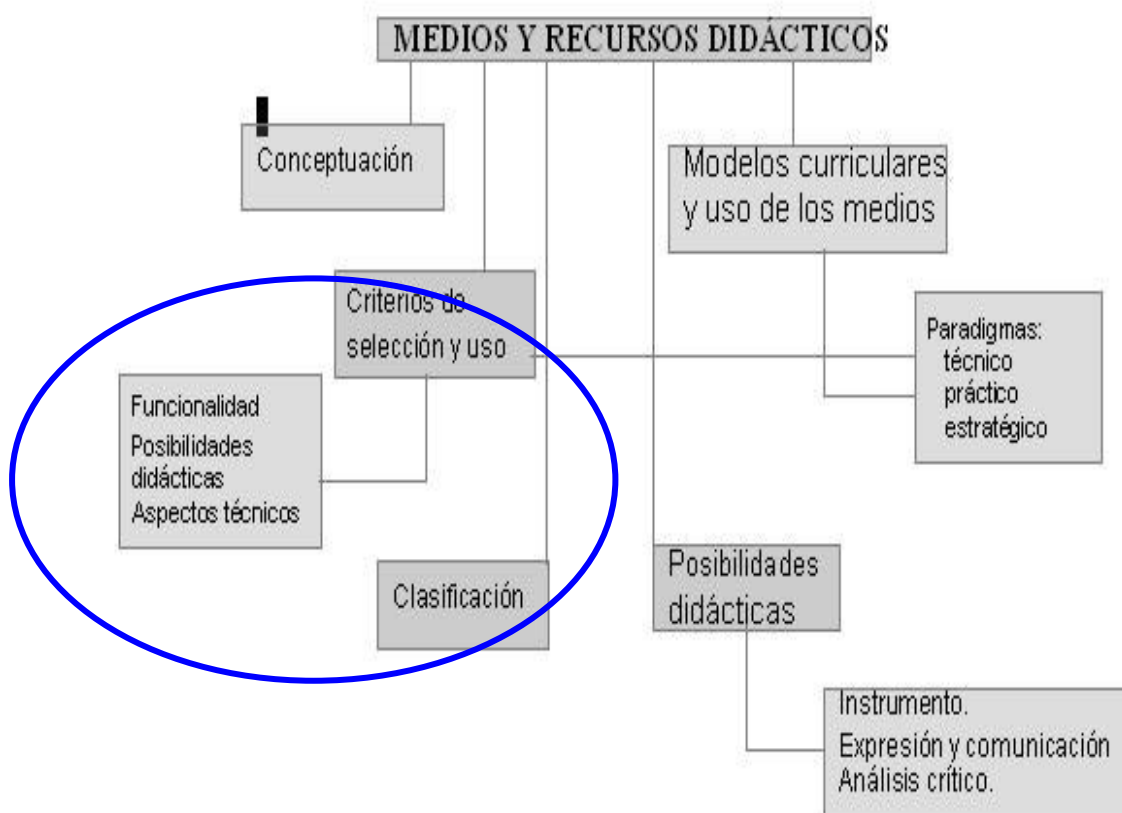 MEDIOS Y RECURSOS DIDÁCTICOS
Conceptuación
Modelos curriculares
y uso de los medios
Criterios de
selección y uso
Paradigmas:
técnico
práctico
estratégico
Funcionalidad
Posibilidades
didácticas
Aspectos técnicos
Clasificación
Posibilidades
didácticas
Instrumento.
Expresión y comunicación
Análisis crítico.